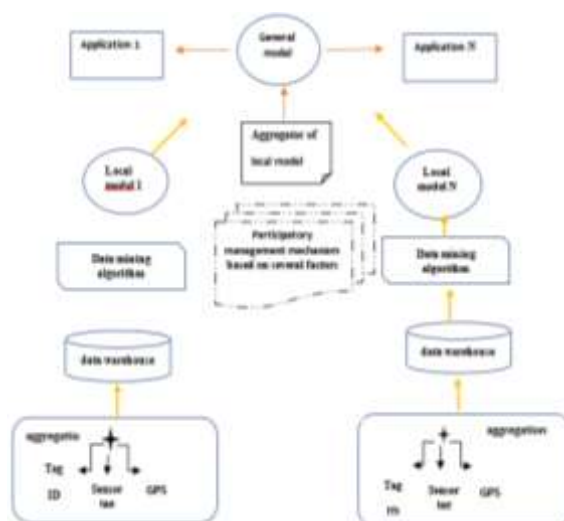 Application 1
General
model
Application N
Aggregator of
local model
Local
model 1
Local
model N
Participatory
management mechanism
based on several factors
Data mining
algorithm
Data mining
algorithm
data warehouse
data warehouse
aggregatio
Tag
ID
Sensor
GPS
aggregation
Tag
Sensor
GPS